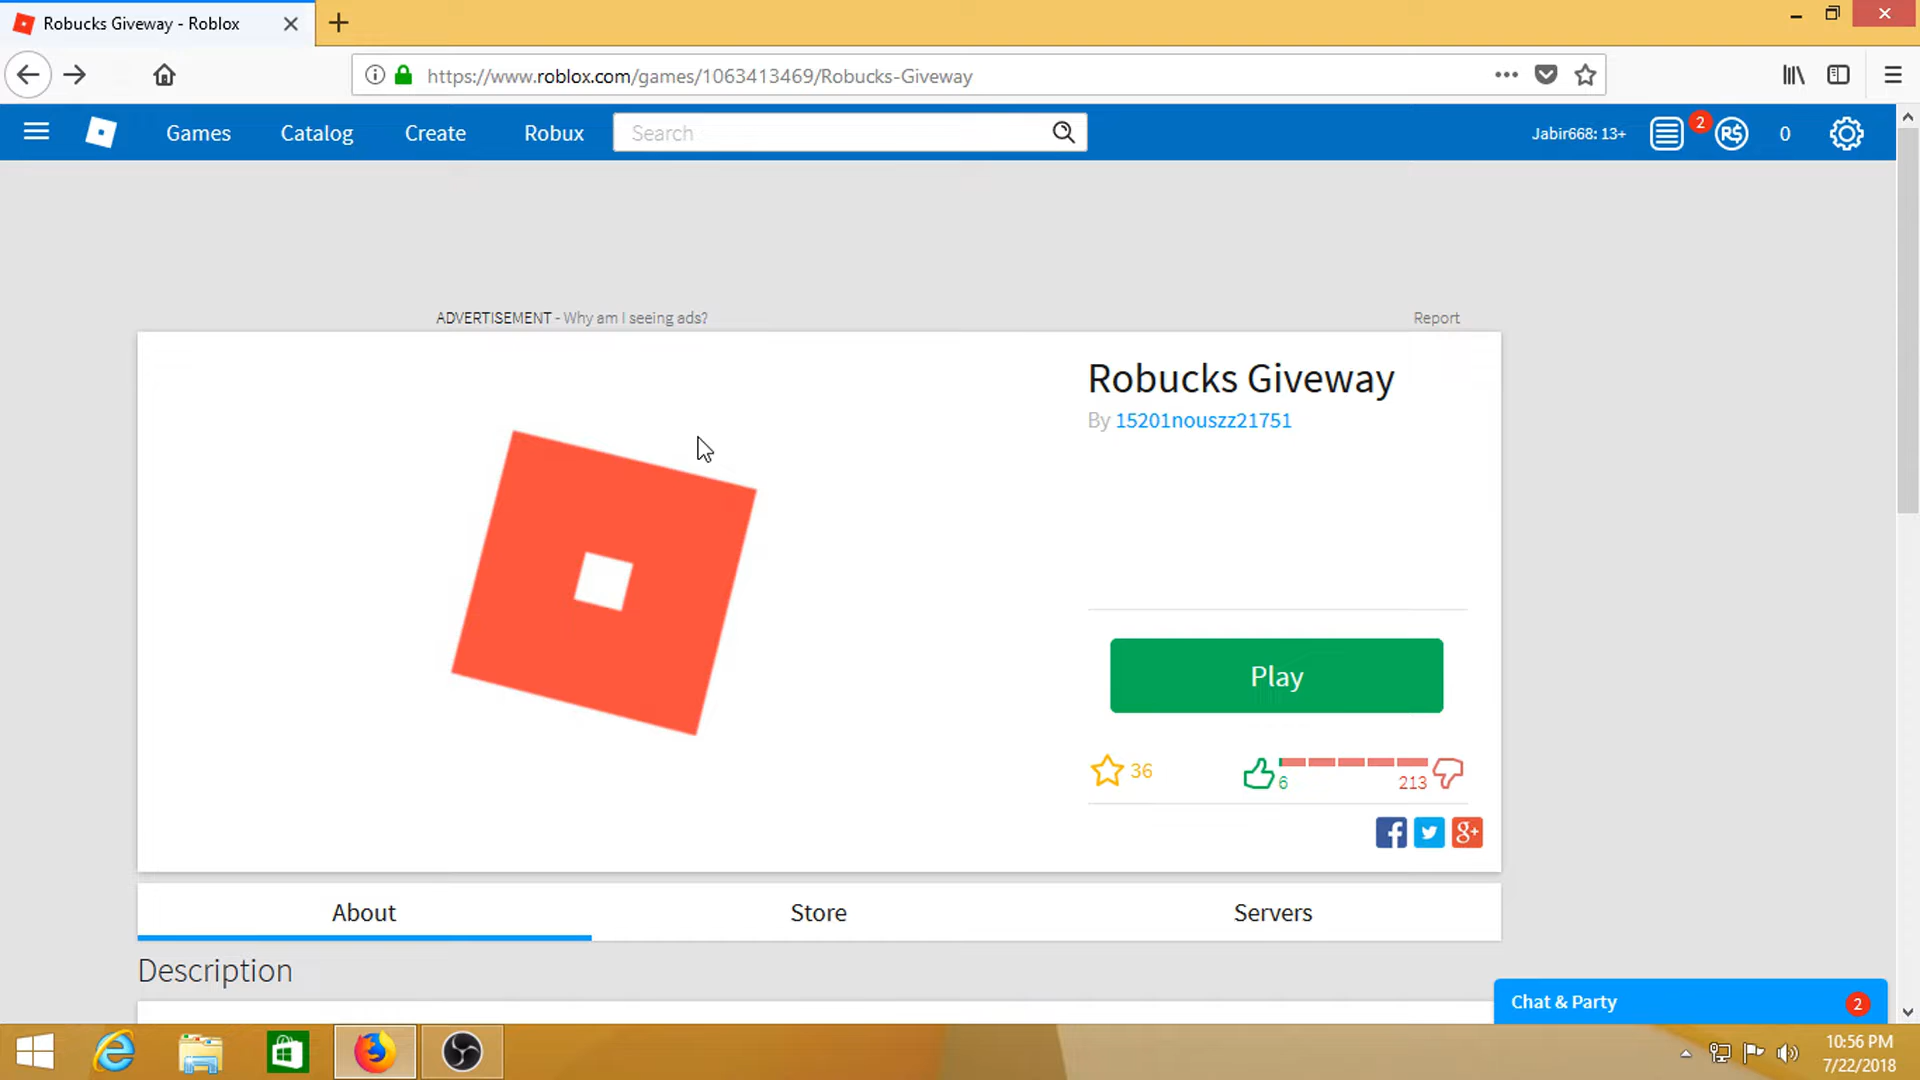 Robucks Giveway - Roblox
https://www.roblox.com/games/1063413469/Robucks-Giveway
Games
Catalog
Create
Robux
Search
Jabir668: 13+
2
R$
0
ADVERTISEMENT - Why am I seeing ads?
Report
Robucks Giveway
By 15201nouszz21751
Play
36
6
213
f
g+
About
Store
Servers
Description
Chat & Party
2
10:56 PM
7/22/2018